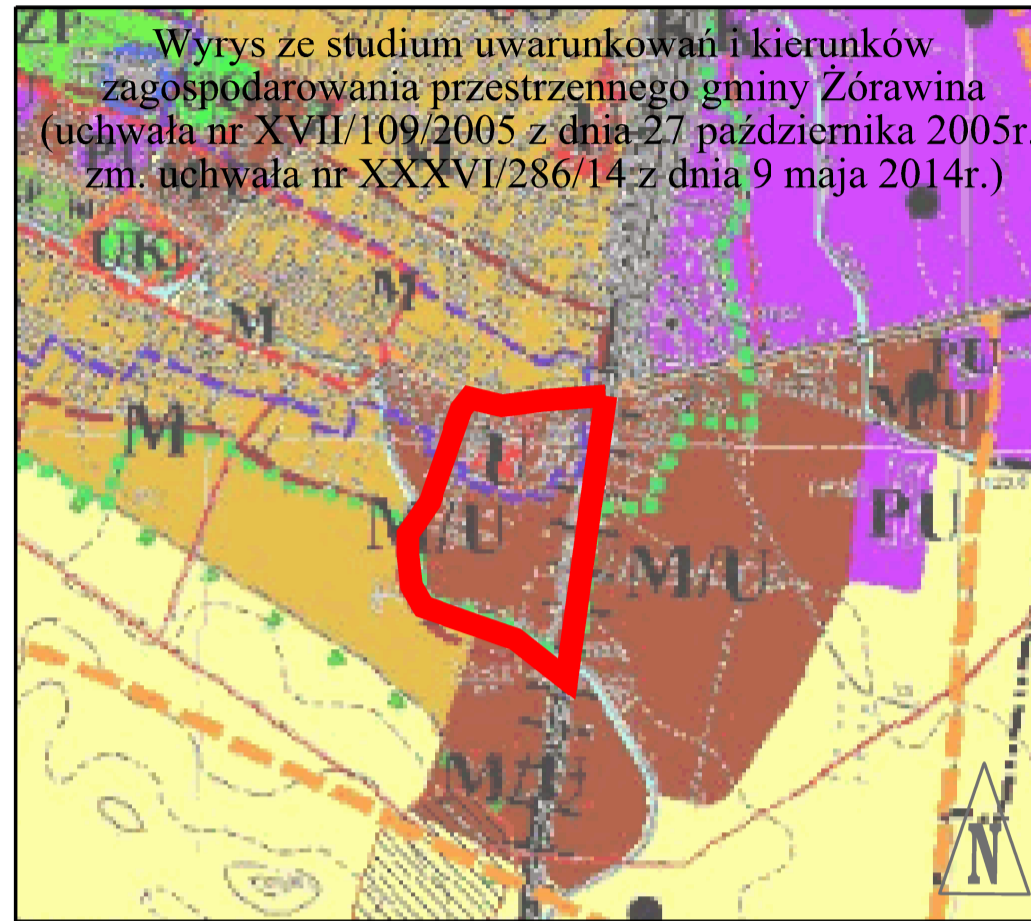 Wyrys ze studium uwarunkowań i kierunków
zagospodarowania przestrzennego gminy Żórawina
(uchwała nr XVII/109/2005 z dnia 27 października 2005r.
zm. uchwała nr XXXVI/286/14 z dnia 9 maja 2014r.)
ZP
UK
M
M
PU
M/U
M
U
M/U
M/U
PU
M/U
N